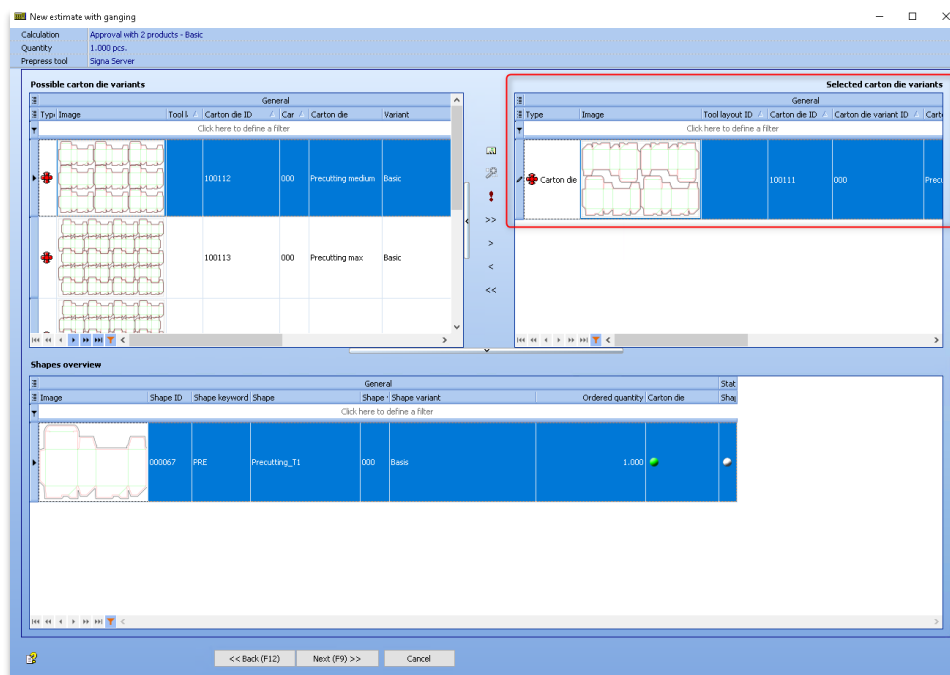 New estimate with ganging
Calculation Approval with 2 products - Basic
Quantity 1.000 pcs.
Prepress tool Signa Server
Possible carton die variants
General
Type Image Tool l Carton die ID Car Carton die Variant
Click here to define a filter
100112 000 Precutting medium Basic
100113 000 Precutting max Basic
>>
>
<
<<
Selected carton die variants
General
Type Image Tool layout ID Carton die ID Carton die variant ID Carto
Click here to define a filter
Carton die 100111 000 Precu
Shapes overview
General Stat
Image Shape ID Shape keyword Shape Shape Shape variant Ordered quantity Carton die Shap
Click here to define a filter
000067 PRE Precutting_T1 000 Basis 1.000
<< Back (F12) Next (F9) >> Cancel